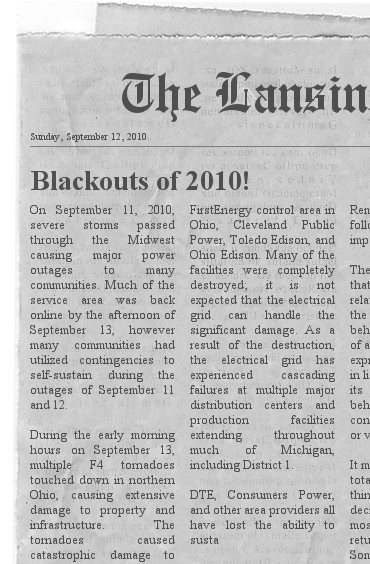 The Lansin
Sunday, September 12, 2010
Blackouts of 2010!
On September 11, 2010,
severe storms passed
through the Midwest
causing major power
outages to many
communities. Much of the
service area was back
online by the afternoon of
September 13, however
many communities had
utilized contingencies to
self-sustain during the
outages of September 11
and 12.
During the early morning
hours on September 13,
multiple F4 tornadoes
touched down in northern
Ohio, causing extensive
damage to property and
infrastructure. The
tornadoes caused
catastrophic damage to
FirstEnergy control area in
Ohio, Cleveland Public
Power, Toledo Edison, and
Ohio Edison. Many of the
facilities were completely
destroyed; it is not
expected that the electrical
grid can handle the
significant damage. As a
result of the destruction,
the electrical grid has
experienced cascading
failures at multiple major
distribution centers and
production facilities
extending throughout
much of Michigan,
including District 1.
DTE, Consumers Power,
and other area providers all
have lost the ability to
susta
Rem
follo
imp
The
that
rela
the
beh
of a
expr
in li
its
beh
con
or v
It m
tota
thin
deci
mos
retu
Som